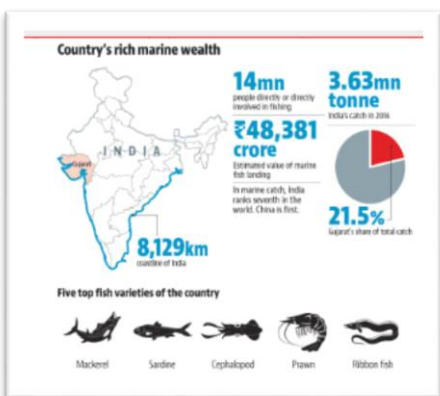 Country's rich marine wealth
14mn
people directly or directly
involved in fishing
₹48,381
crore
Estimated value of marine
fish landing
In marine catch, India
ranks seventh in the
world. China is first.
3.63mn
tonne
India's catch in 2016
21.5%
Gujarat's share of total catch
INDIA
Gujarat
8,129km
coastline of India
Five top fish varieties of the country
Mackerel
Sardine
Cephalopod
Prawn
Ribbon fish